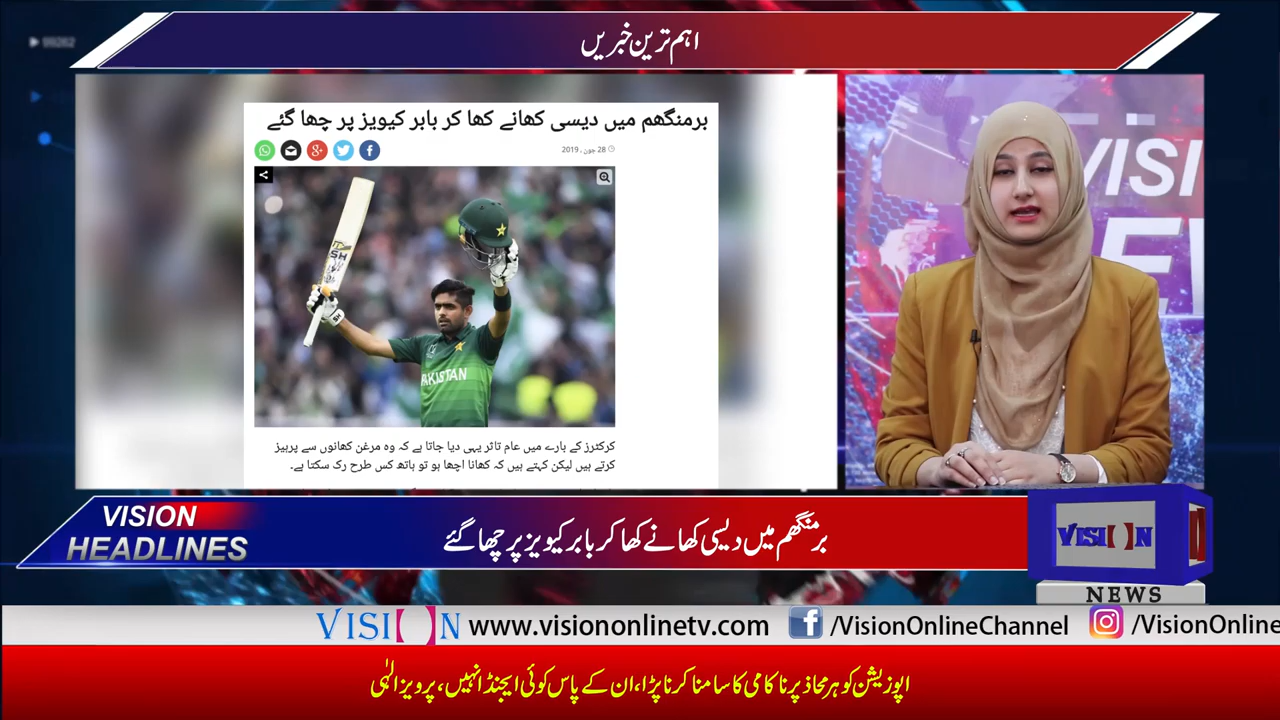 اہم ترین خبریں
برمنگھم میں دیسی کھانے کھا کر بابر کیویز پر چھا گئے
28 جون ، 2019
PAKISTAN
SH
کرکٹرز کے بارے میں عام تاثر یہی دیا جاتا ہے کہ وہ مرغن کھانوں سے پرہیز
کرتے ہیں لیکن کہتے ہیں کہ کھانا اچھا ہو تو ہاتھ کس طرح رک سکتا ہے۔
VISI
VISION
HEADLINES
برمنگھم میں دیسی کھانے کھا کر بابر کیویز پر چھا گئے
VISION
NEWS
VISION www.visiononlinetv.com /VisionOnlineChannel /VisionOnline
اپوزیشن کو ہر محاذ پر ناکامی کا سامنا کرنا پڑا، ان کے پاس کوئی ایجنڈا نہیں، پرویز الٰہی